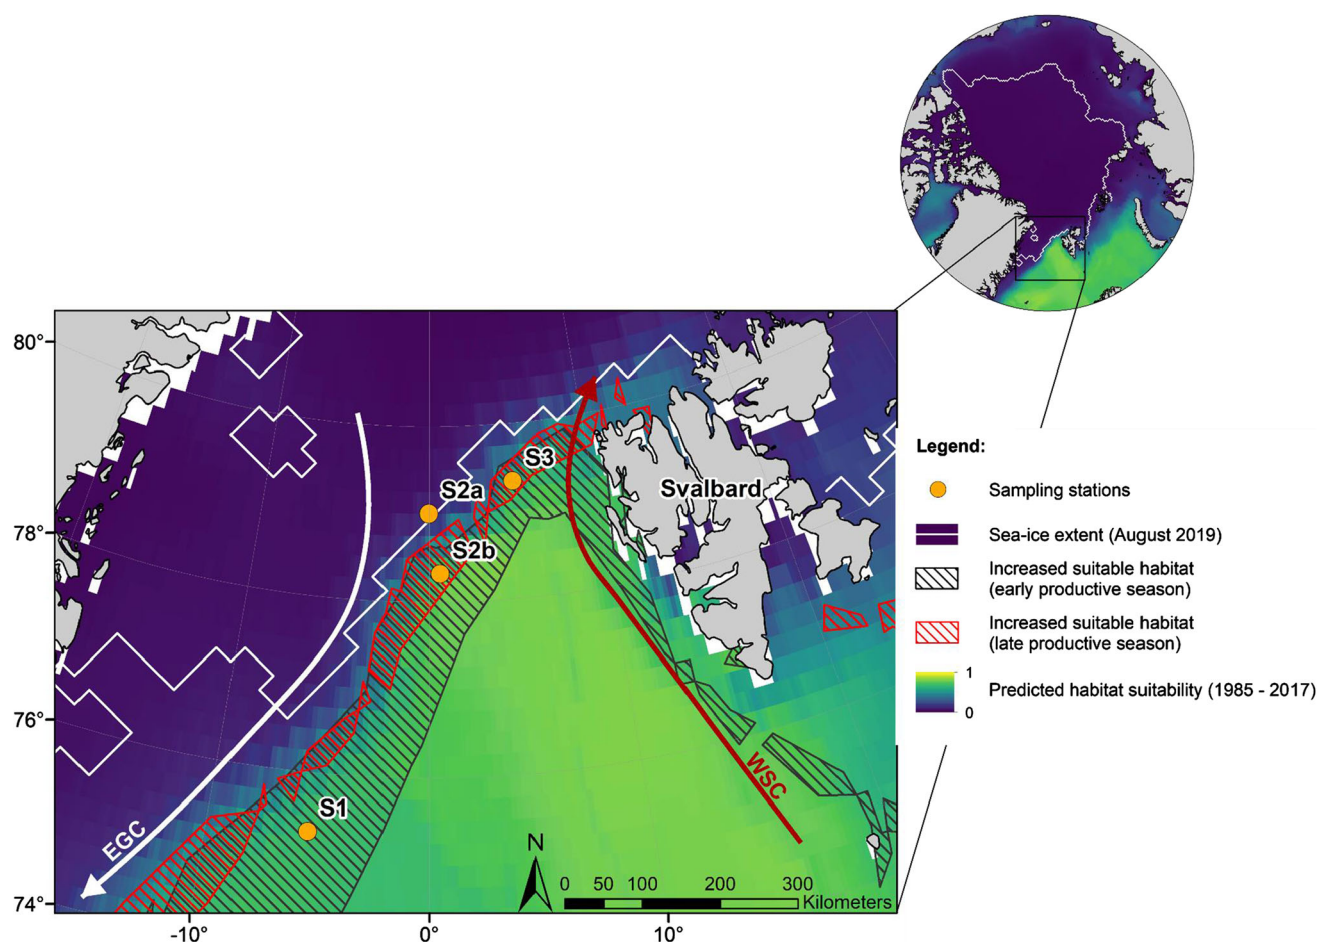 80°
78°
76°
74°
-10°
0°
10°
S3
S2a
S2b
S1
Svalbard
EGC
WSC
N
0 50 100 200 300
Kilometers
Legend:
Sampling stations
Sea-ice extent (August 2019)
Increased suitable habitat
(early productive season)
Increased suitable habitat
(late productive season)
1
0
Predicted habitat suitability (1985 - 2017)